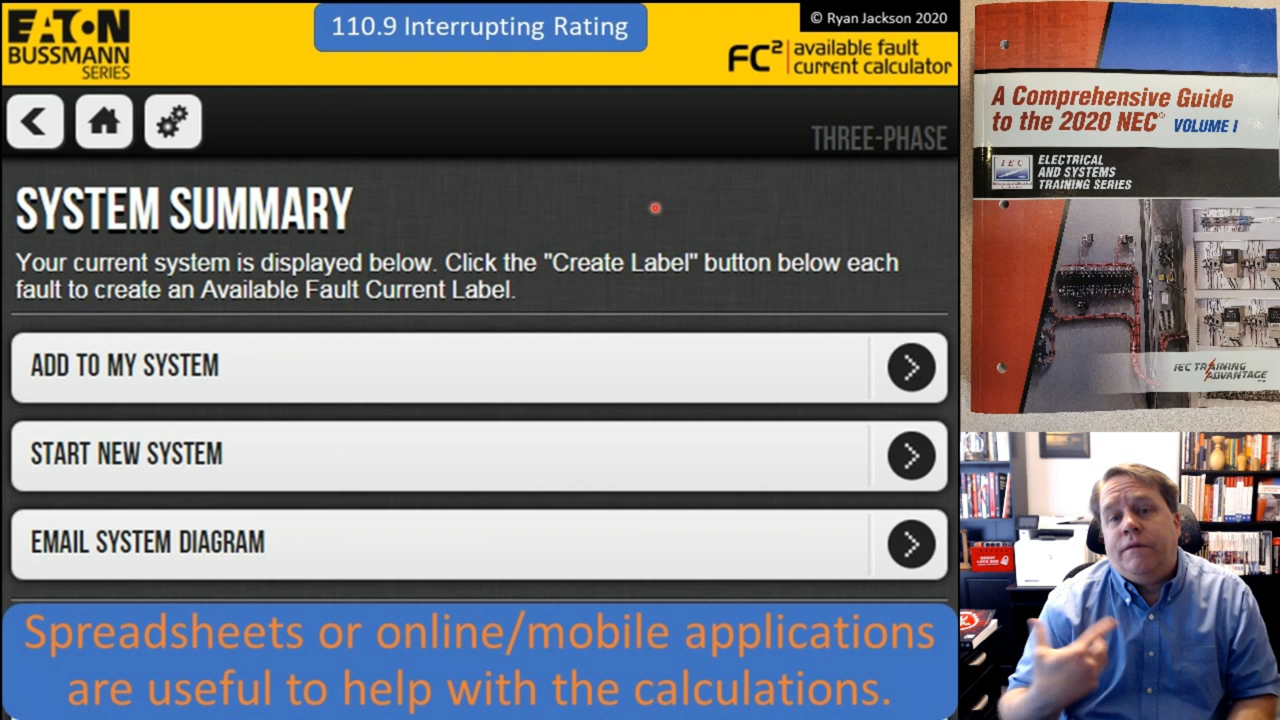 EATON
BUSSMANN
SERIES
110.9 Interrupting Rating
© Ryan Jackson 2020
FC² available fault
current calculator
THREE-PHASE
SYSTEM SUMMARY
Your current system is displayed below. Click the "Create Label" button below each
fault to create an Available Fault Current Label.
ADD TO MY SYSTEM
START NEW SYSTEM
EMAIL SYSTEM DIAGRAM
Spreadsheets or online/mobile applications
are useful to help with the calculations.
A Comprehensive Guide
to the 2020 NEC® VOLUME I
IEC
ELECTRICAL
AND SYSTEMS
TRAINING SERIES
IEC TRAINING
ADVANTAGE